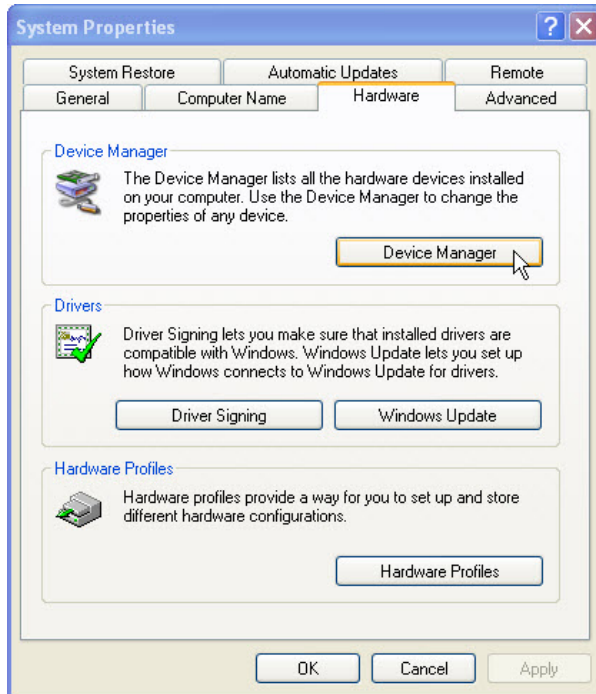 System Properties
System Restore Automatic Updates Remote
General Computer Name Hardware Advanced
Device Manager
The Device Manager lists all the hardware devices installed
on your computer. Use the Device Manager to change the
properties of any device.
Device Manager
Drivers
Driver Signing lets you make sure that installed drivers are
compatible with Windows. Windows Update lets you set up
how Windows connects to Windows Update for drivers.
Driver Signing Windows Update
Hardware Profiles
Hardware profiles provide a way for you to set up and store
different hardware configurations.
Hardware Profiles
OK Cancel Apply